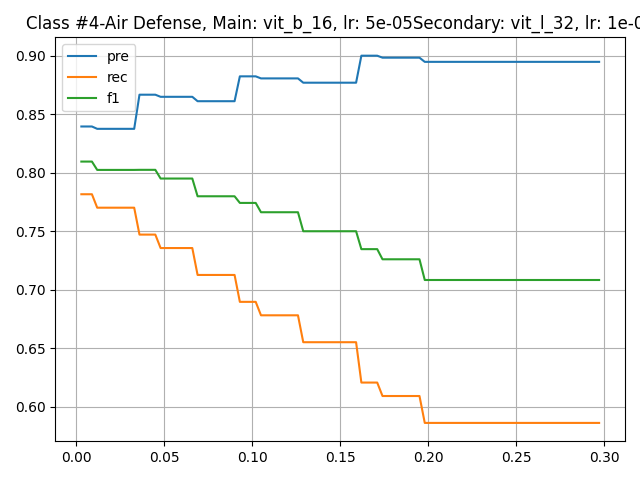 Class #4-Air Defense, Main: vit_b_16, lr: 5e-05Secondary: vit_l_32, lr: 1e-0
pre
rec
f1
0.90
0.85
0.80
0.75
0.70
0.65
0.60
0.00 0.05 0.10 0.15 0.20 0.25 0.30